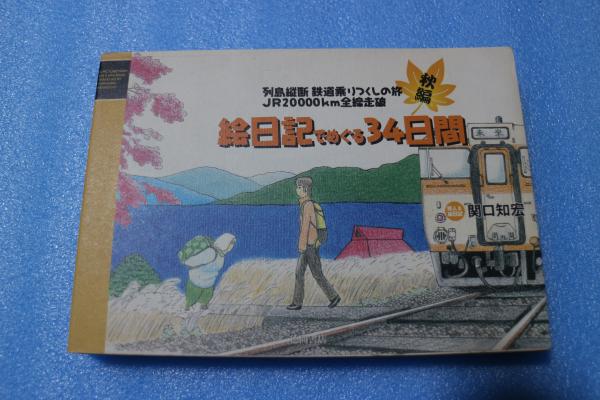 列島縦断 鉄道乗りつくしの旅
JR20000km全線走破
秋編
絵日記でめぐる34日間
関口知宏